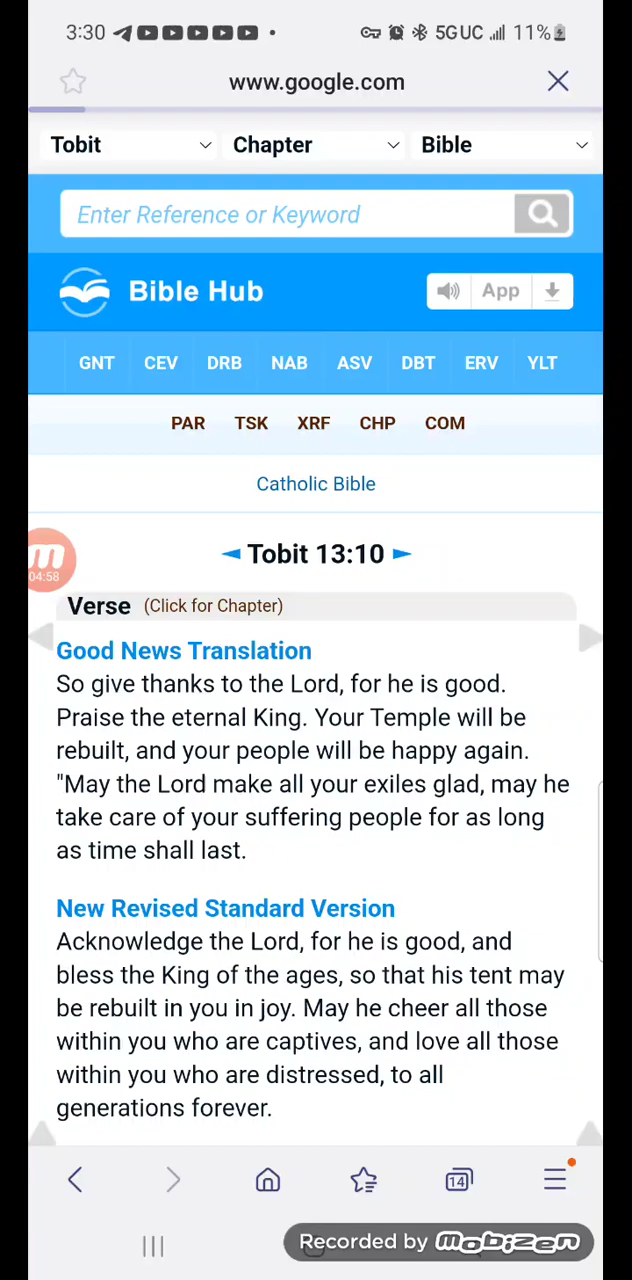 3:30 5G UC 11%
www.google.com
Tobit Chapter Bible
Enter Reference or Keyword
Bible Hub App
GNT CEV DRB NAB ASV DBT ERV YLT
PAR TSK XRF CHP COM
Catholic Bible
Tobit 13:10
m
04:58
Verse (Click for Chapter)
Good News Translation
So give thanks to the Lord, for he is good.
Praise the eternal King. Your Temple will be
rebuilt, and your people will be happy again.
"May the Lord make all your exiles glad, may he
take care of your suffering people for as long
as time shall last.
New Revised Standard Version
Acknowledge the Lord, for he is good, and
bless the King of the ages, so that his tent may
be rebuilt in you in joy. May he cheer all those
within you who are captives, and love all those
within you who are distressed, to all
generations forever.
14
Recorded by mobizen